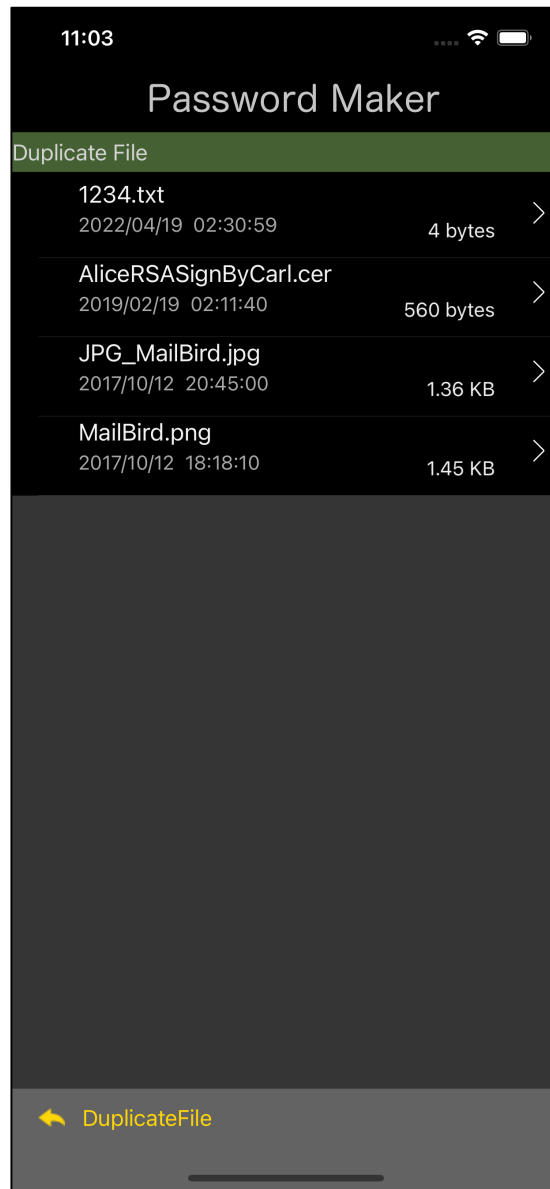 11:03
Password Maker
Duplicate File
1234.txt
2022/04/19 02:30:59
4 bytes
AliceRSASignByCarl.cer
2019/02/19 02:11:40
560 bytes
JPG_MailBird.jpg
2017/10/12 20:45:00
1.36 KB
MailBird.png
2017/10/12 18:18:10
1.45 KB
DuplicateFile